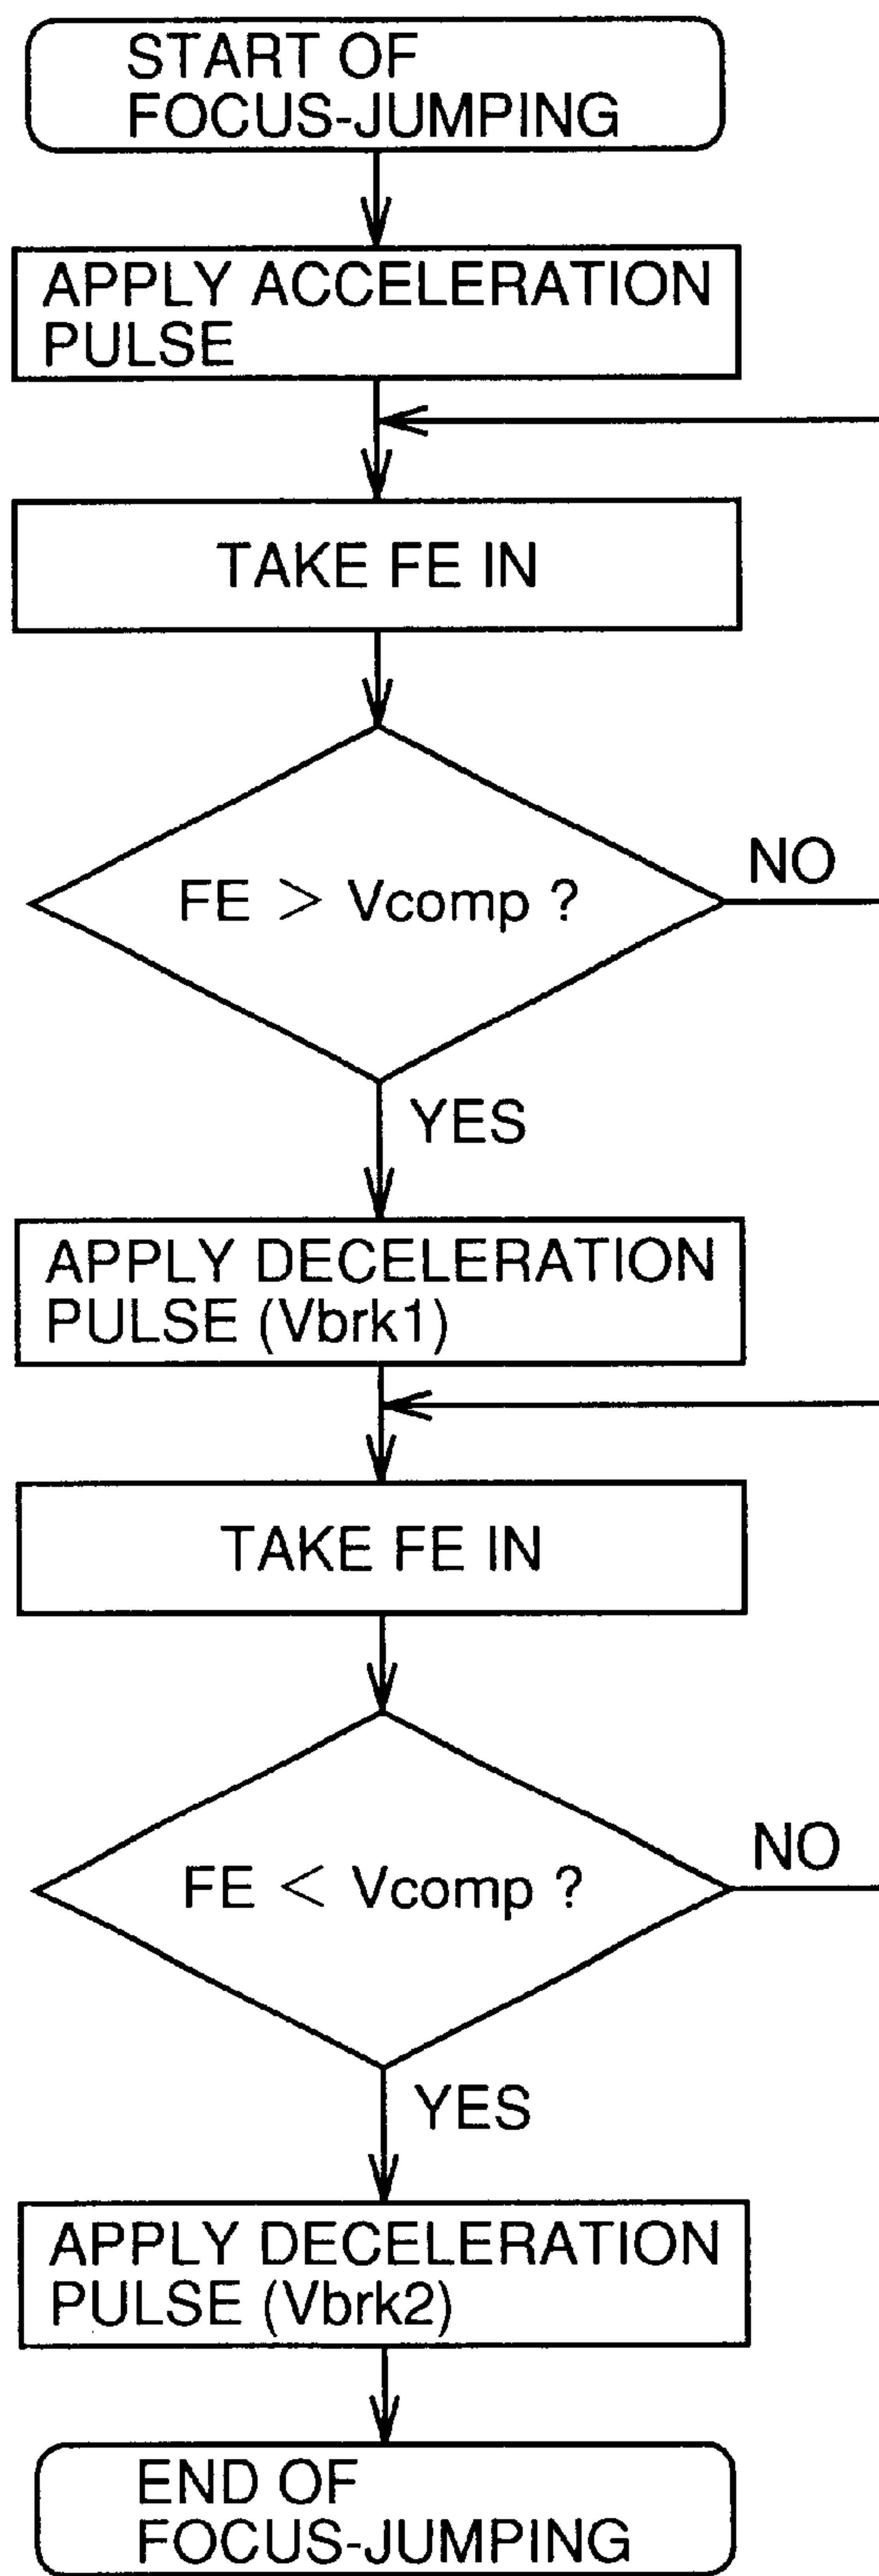 START OF
FOCUS-JUMPING
APPLY ACCELERATION
PULSE
TAKE FE IN
FE > Vcomp ?
NO
YES
APPLY DECELERATION
PULSE (Vbrk1)
TAKE FE IN
FE < Vcomp ?
NO
YES
APPLY DECELERATION
PULSE (Vbrk2)
END OF
FOCUS-JUMPING